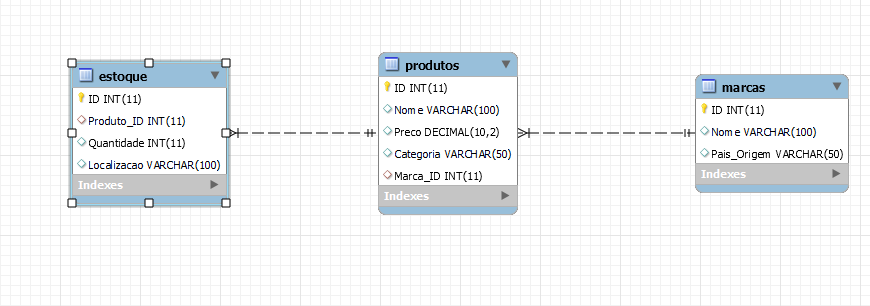 estoque
ID INT(11)
Produto_ID INT(11)
Quantidade INT(11)
Localizacao VARCHAR(100)
Indexes
produtos
ID INT(11)
Nome VARCHAR(100)
Preco DECIMAL(10,2)
Categoria VARCHAR(50)
Marca_ID INT(11)
Indexes
marcas
ID INT(11)
Nome VARCHAR(100)
Pais_Origem VARCHAR(50)
Indexes